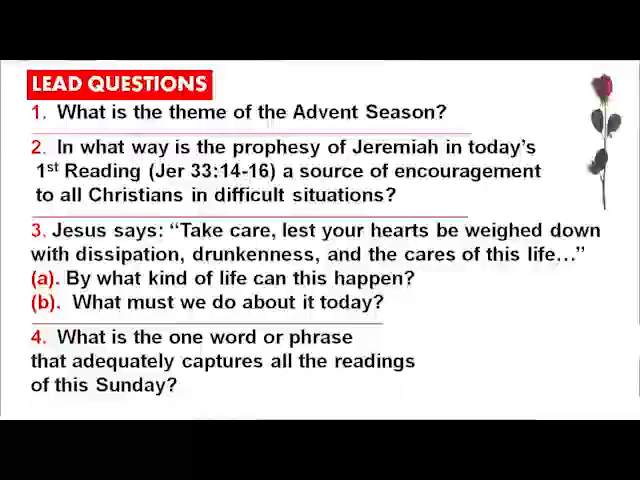 LEAD QUESTIONS
1. What is the theme of the Advent Season?
2. In what way is the prophesy of Jeremiah in today's
1st Reading (Jer 33:14-16) a source of encouragement
to all Christians in difficult situations?
3. Jesus says: “Take care, lest your hearts be weighed down
with dissipation, drunkenness, and the cares of this life…”
(a). By what kind of life can this happen?
(b). What must we do about it today?
4. What is the one word or phrase
that adequately captures all the readings
of this Sunday?